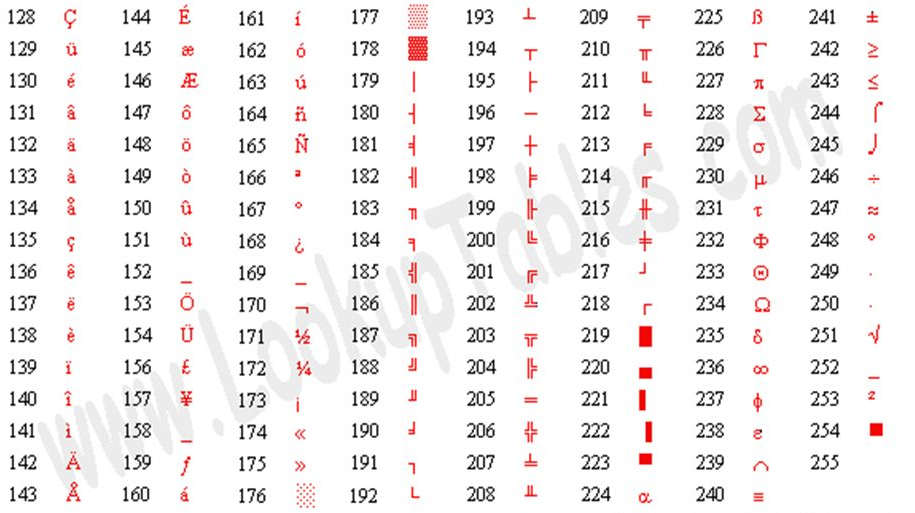 128 Ç 144 É 161 í 177 ░ 193 ┴ 209 ╤ 225 ß 241 ±
129 ü 145 æ 162 ó 178 ▓ 194 ┬ 210 ╥ 226 Γ 242 ≥
130 é 146 Æ 163 ú 179 │ 195 ├ 211 ╙ 227 π 243 ≤
131 â 147 ô 164 ñ 180 ┤ 196 ─ 212 ╘ 228 Σ 244 ⌠
132 ä 148 ö 165 Ñ 181 ╡ 197 ┼ 213 ╒ 229 σ 245 ⌡
133 à 149 ò 166 ª 182 ╢ 198 ╞ 214 ╓ 230 µ 246 ÷
134 å 150 û 167 º 183 ╖ 199 ╟ 215 ╫ 231 τ 247 ≈
135 ç 151 ù 168 ¿ 184 ╕ 200 ╚ 216 ╪ 232 Φ 248 °
136 ê 152 _ 169 _ 185 ╣ 201 ╔ 217 ┘ 233 Θ 249 ·
137 ë 153 Ö 170 ¬ 186 ║ 202 ╩ 218 ┌ 234 Ω 250 ·
138 è 154 Ü 171 ½ 187 ╗ 203 ╦ 219 █ 235 δ 251 √
139 ï 156 £ 172 ¼ 188 ╝ 204 ╠ 220 ▄ 236 ∞ 252 _
140 î 157 ¥ 173 ¡ 189 ╜ 205 ═ 221 ▌ 237 φ 253 ²
141 ì 158 _ 174 « 190 ╛ 206 ╬ 222 ▐ 238 ε 254 ■
142 Ä 159 ƒ 175 » 191 ┐ 207 ╧ 223 ▀ 239 ∩ 255
143 Å 160 á 176 ░ 192 └ 208 ╨ 224 α 240 ≡
www.LookupTables.com